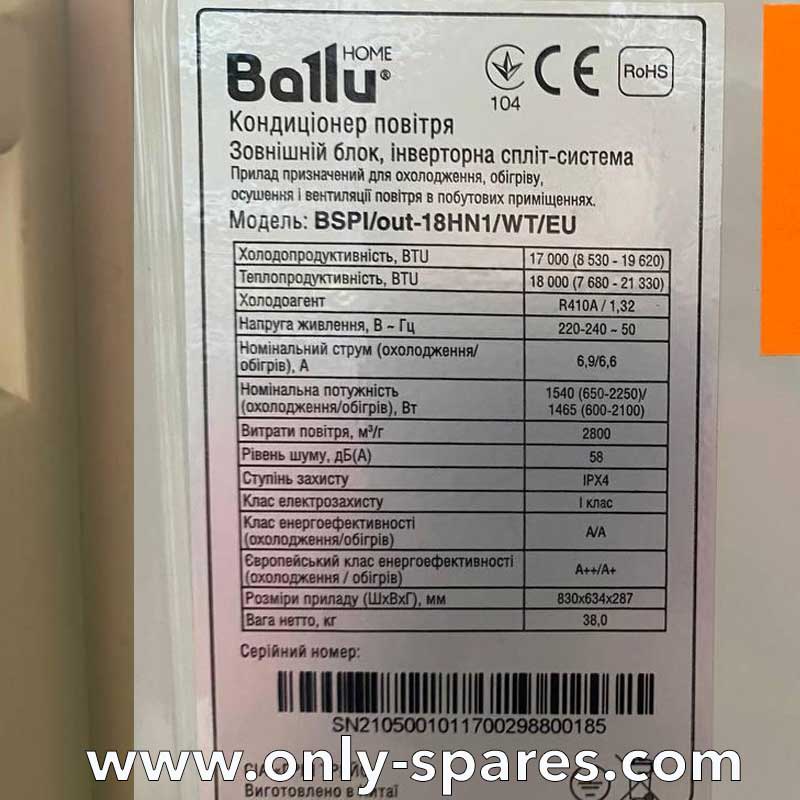 Ballu HOME ®
104
CE
RoHS
Кондиціонер повітря
Зовнішній блок, інверторна спліт-система
Прилад призначений для охолодження, обігріву,
осушення і вентиляції повітря в побутових приміщеннях.
Модель: BSPI/out-18HN1/WT/EU
Холодопродуктивність, BTU 17 000 (8 530 - 19 620)
Теплопродуктивність, BTU 18 000 (7 680 - 21 330)
Холодоагент R410A / 1,32
Напруга живлення, В ~ Гц 220-240 ~ 50
Номінальний струм (охолодження/
обігрів), А 6,9/6,6
Номінальна потужність 1540 (650-2250)/
(охолодження/обігрів), Вт 1465 (600-2100)
Витрати повітря, м³/г 2800
Рівень шуму, дБ(А) 58
Ступінь захисту IPX4
Клас електрозахисту I клас
Клас енергоефективності
(охолодження/обігрів) A/A
Європейський клас енергоефективності
(охолодження / обігрів) A++/A+
Розміри приладу (ШхВхГ), мм 830х634х287
Вага нетто, кг 38,0
Серійний номер:
SN210500101170029880​0185
www.only-spares.com
Виготовлено в Китаї